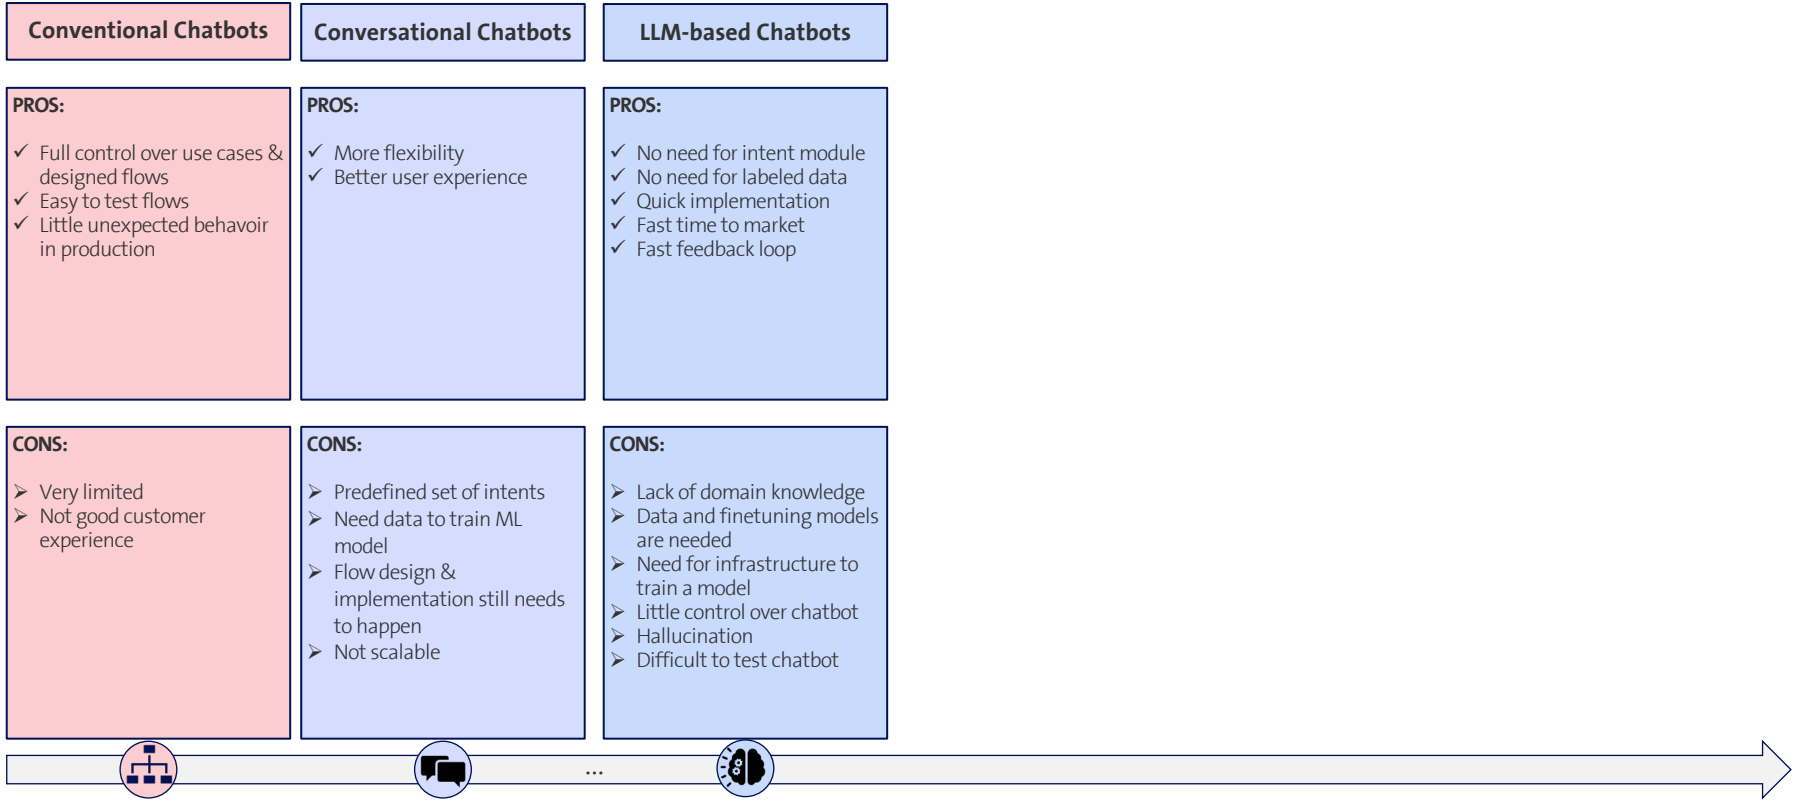 Conventional Chatbots
Conversational Chatbots
LLM-based Chatbots
PROS:
✓ Full control over use cases &
designed flows
✓ Easy to test flows
✓ Little unexpected behavoir
in production
PROS:
✓ More flexibility
✓ Better user experience
PROS:
✓ No need for intent module
✓ No need for labeled data
✓ Quick implementation
✓ Fast time to market
✓ Fast feedback loop
CONS:
➢ Very limited
➢ Not good customer
experience
CONS:
➢ Predefined set of intents
➢ Need data to train ML
model
➢ Flow design &
implementation still needs
to happen
➢ Not scalable
CONS:
➢ Lack of domain knowledge
➢ Data and finetuning models
are needed
➢ Need for infrastructure to
train a model
➢ Little control over chatbot
➢ Hallucination
➢ Difficult to test chatbot
...